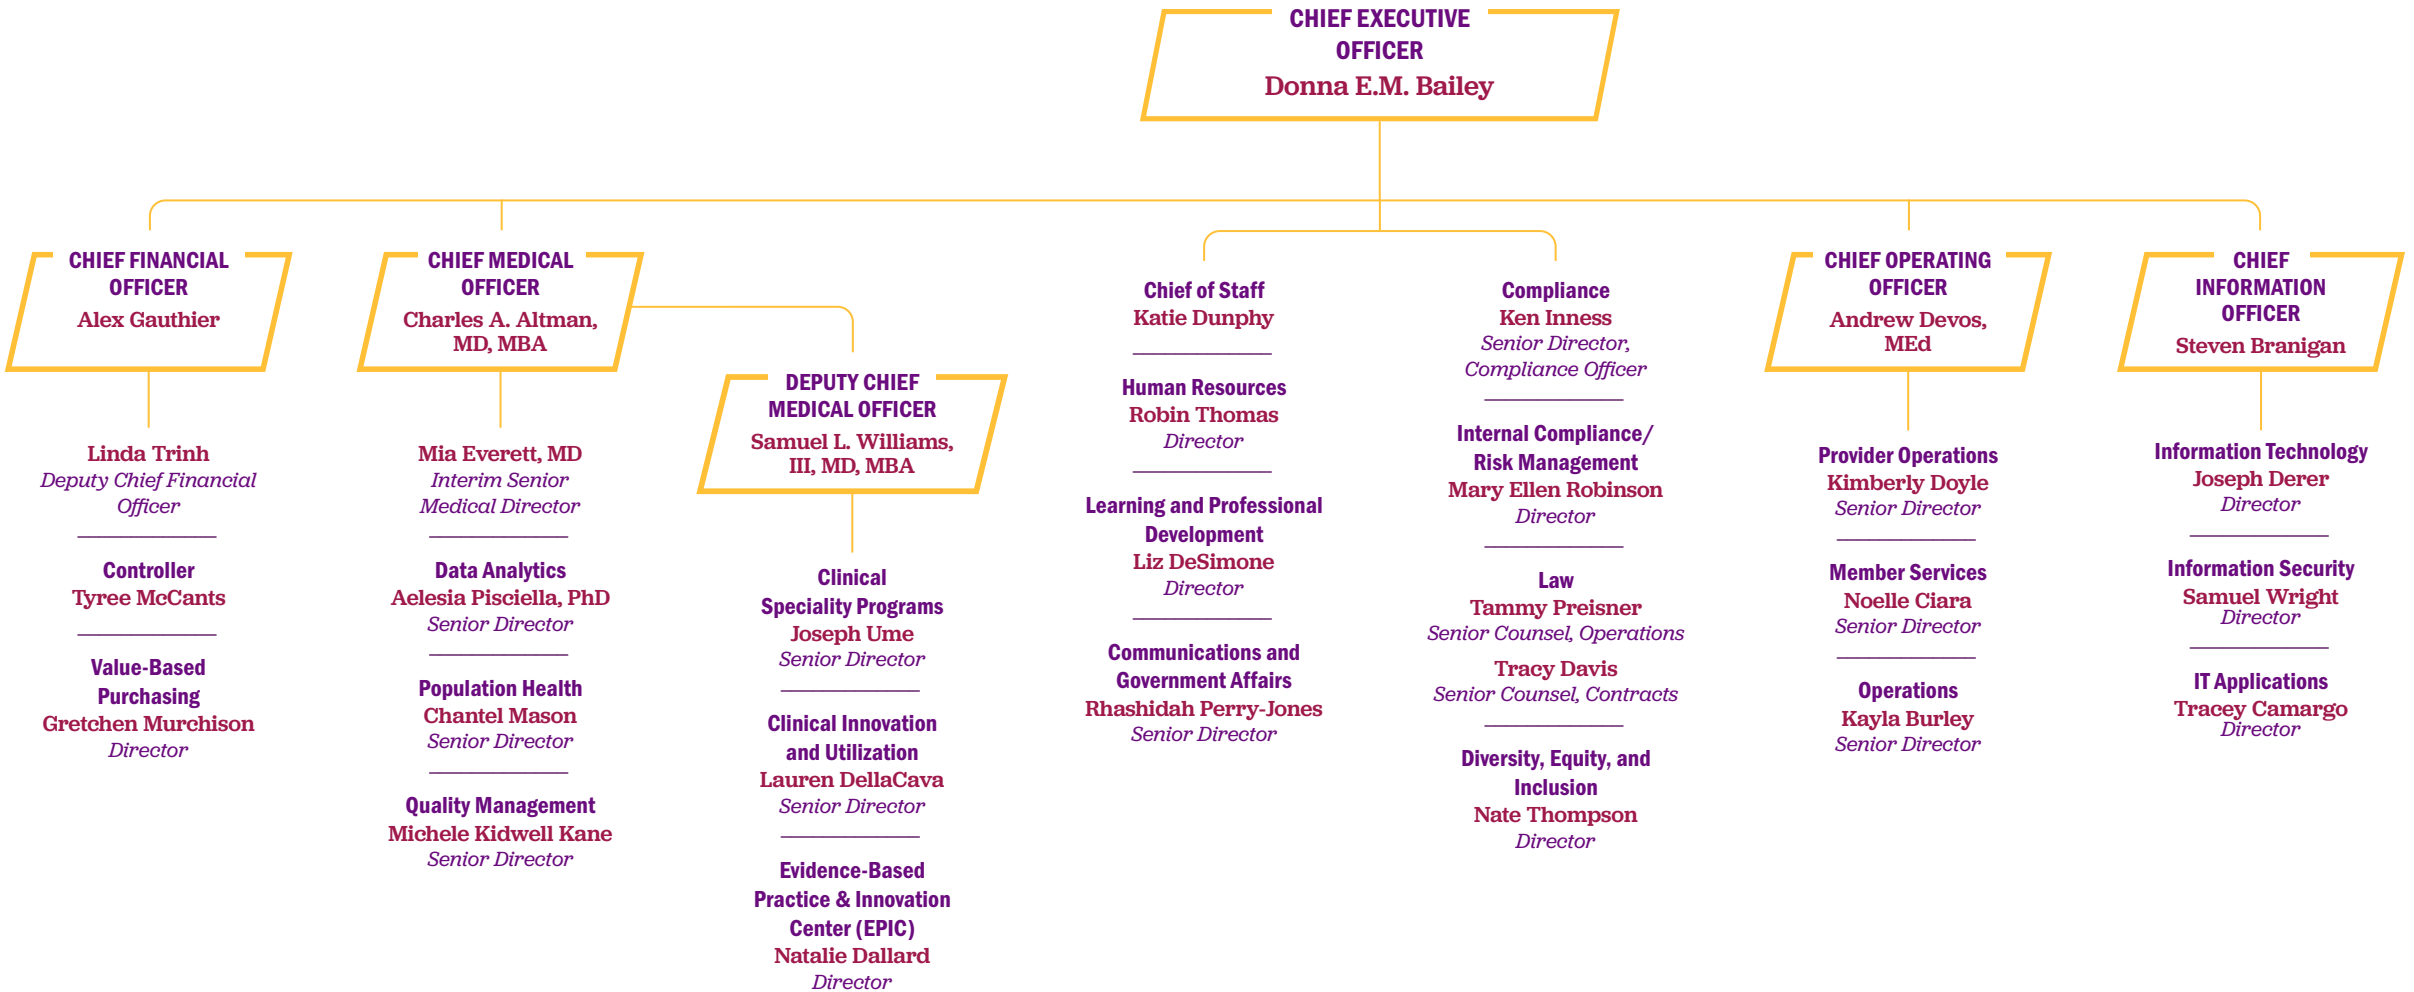 CHIEF EXECUTIVE
OFFICER
Donna E.M. Bailey
CHIEF FINANCIAL
OFFICER
Alex Gauthier
Linda Trinh
Deputy Chief Financial
Officer
Controller
Tyree McCants
Value-Based
Purchasing
Gretchen Murchison
Director
CHIEF MEDICAL
OFFICER
Charles A. Altman,
MD, MBA
Mia Everett, MD
Interim Senior
Medical Director
Data Analytics
Aelesia Pisciella, PhD
Senior Director
Population Health
Chantel Mason
Senior Director
Quality Management
Michele Kidwell Kane
Senior Director
DEPUTY CHIEF
MEDICAL OFFICER
Samuel L. Williams,
III, MD, MBA
Clinical
Speciality Programs
Joseph Ume
Senior Director
Clinical Innovation
and Utilization
Lauren DellaCava
Senior Director
Evidence-Based
Practice & Innovation
Center (EPIC)
Natalie Dallard
Director
Chief of Staff
Katie Dunphy
Human Resources
Robin Thomas
Director
Learning and Professional
Development
Liz DeSimone
Director
Communications and
Government Affairs
Rhashidah Perry-Jones
Senior Director
Compliance
Ken Inness
Senior Director,
Compliance Officer
Internal Compliance/
Risk Management
Mary Ellen Robinson
Director
Law
Tammy Preisner
Senior Counsel, Operations
Tracy Davis
Senior Counsel, Contracts
Diversity, Equity, and
Inclusion
Nate Thompson
Director
CHIEF OPERATING
OFFICER
Andrew Devos,
MEd
Provider Operations
Kimberly Doyle
Senior Director
Member Services
Noelle Ciara
Senior Director
Operations
Kayla Burley
Senior Director
CHIEF
INFORMATION
OFFICER
Steven Branigan
Information Technology
Joseph Derer
Director
Information Security
Samuel Wright
Director
IT Applications
Tracey Camargo
Director